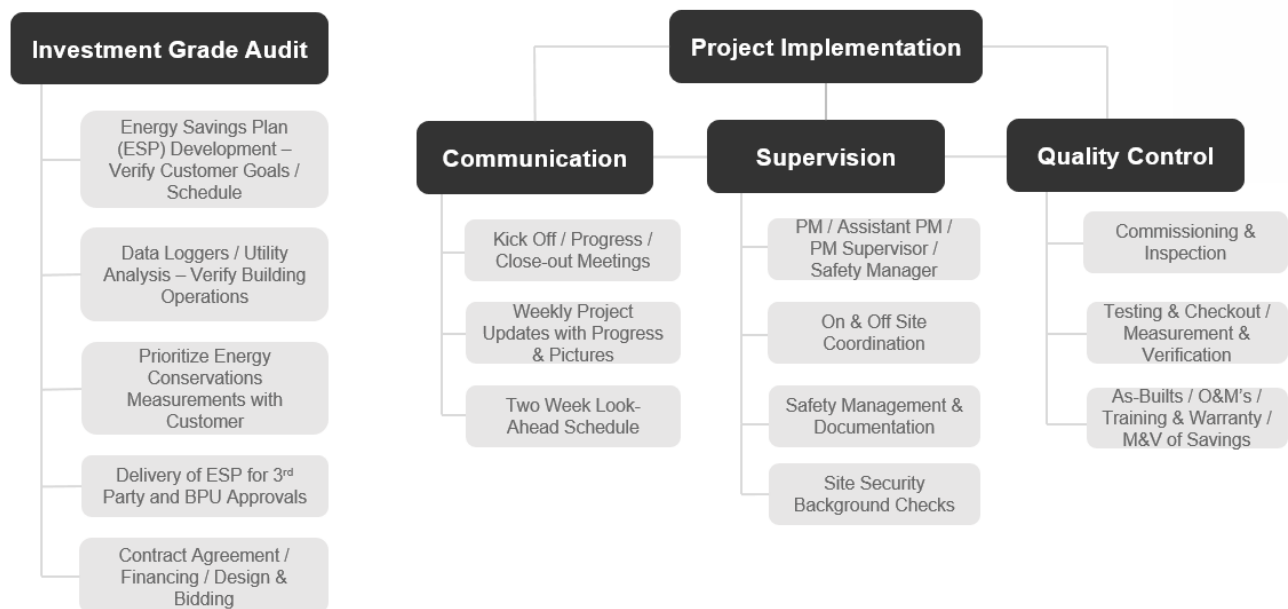 Investment Grade Audit
Energy Savings Plan
(ESP) Development –
Verify Customer Goals /
Schedule
Data Loggers / Utility
Analysis – Verify Building
Operations
Prioritize Energy
Conservations
Measurements with
Customer
Delivery of ESP for 3rd
Party and BPU Approvals
Contract Agreement /
Financing / Design &
Bidding
Project Implementation
Communication
Kick Off / Progress /
Close-out Meetings
Weekly Project
Updates with Progress
& Pictures
Two Week Look-
Ahead Schedule
Supervision
PM / Assistant PM /
PM Supervisor /
Safety Manager
On & Off Site
Coordination
Safety Management &
Documentation
Site Security
Background Checks
Quality Control
Commissioning &
Inspection
Testing & Checkout /
Measurement &
Verification
As-Builts / O&M's /
Training & Warranty /
M&V of Savings